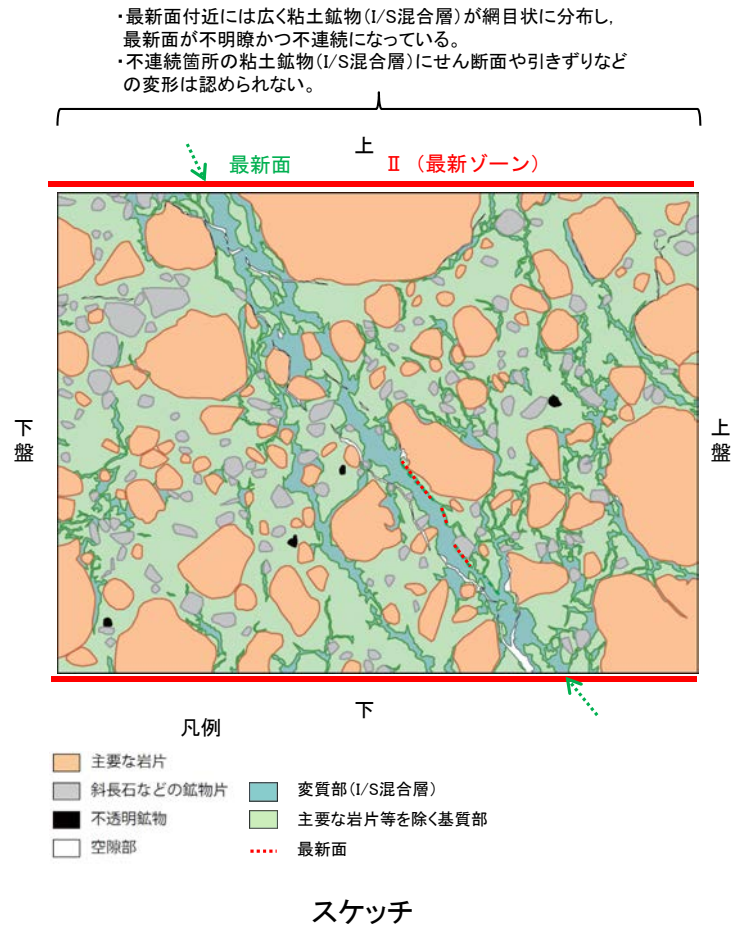 ・最新面付近には広く粘土鉱物(I/S混合層)が網目状に分布し,
最新面が不明瞭かつ不連続になっている。
・不連続箇所の粘土鉱物(I/S混合層)にせん断面や引きずりなど
の変形は認められない。
上
最新面
Ⅱ (最新ゾーン)
下盤
上盤
下
凡例
主要な岩片
斜長石などの鉱物片
不透明鉱物
空隙部
変質部(I/S混合層)
主要な岩片等を除く基質部
最新面
スケッチ